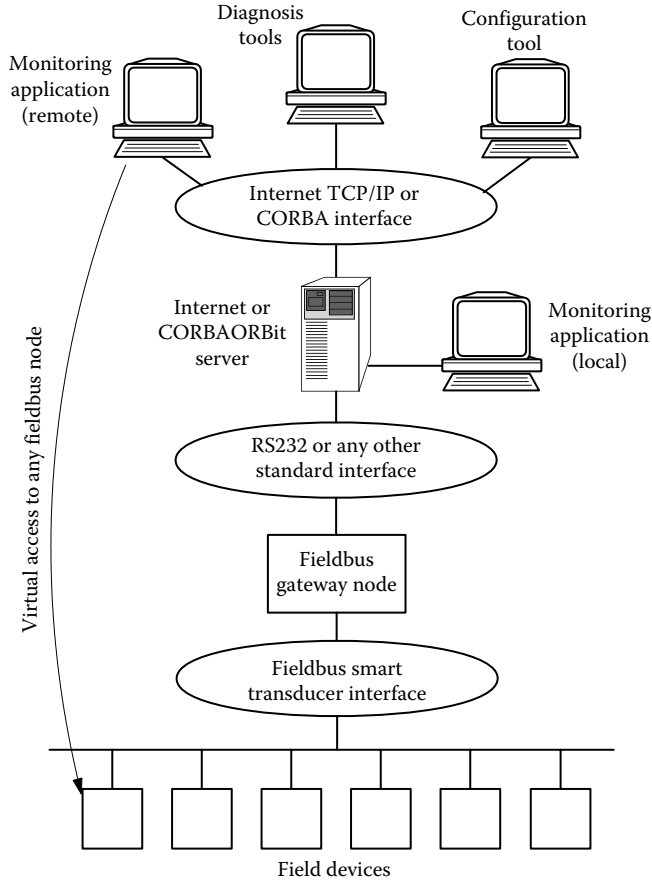 Diagnosis
tools
Configuration
tool
Monitoring
application
(remote)
Internet TCP/IP or
CORBA interface
Internet or
CORBAORBit
server
Monitoring
application
(local)
Virtual access to any fieldbus node
RS232 or any other
standard interface
Fieldbus
gateway node
Fieldbus smart
transducer interface
Field devices